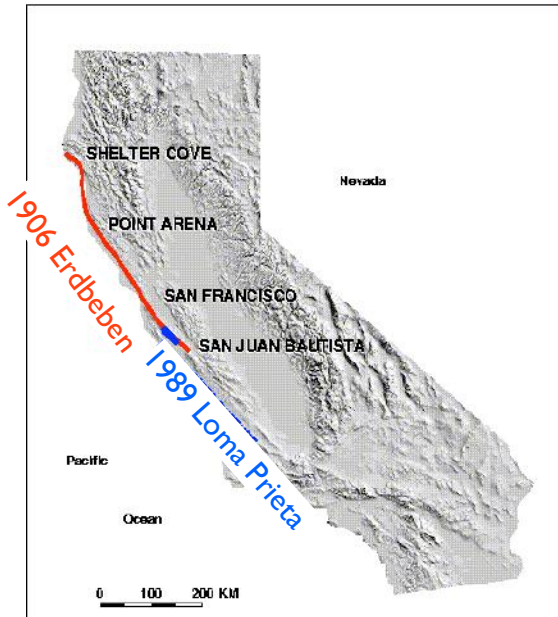 SHELTER COVE
Nevada
1906 Erdbeben
POINT ARENA
SAN FRANCISCO
SAN JUAN BAUTISTA
1989 Loma Prieta
Pacific
Ocean
0 100 200 KM